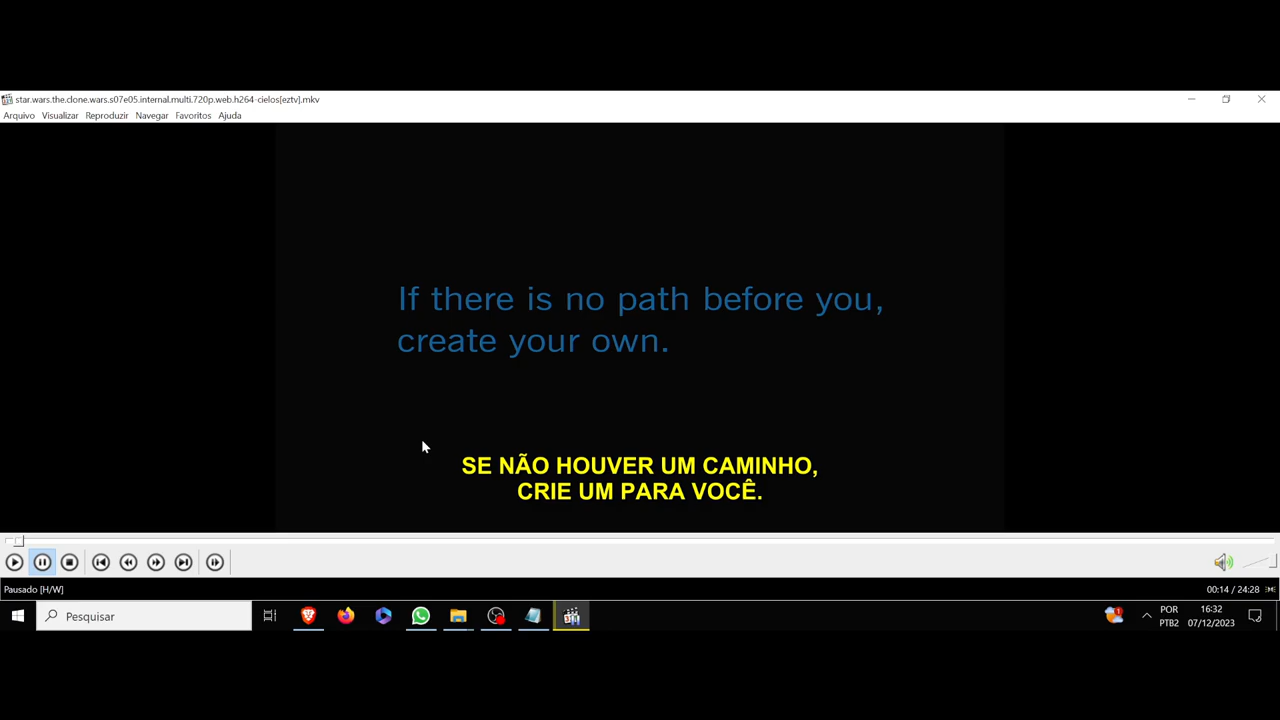 star.wars.the.clone.wars.s07e05.internal.multi.720p.web.h264-cielos[eztv].mkv
Arquivo Visualizar Reproduzir Navegar Favoritos Ajuda
If there is no path before you,
create your own.
SE NÃO HOUVER UM CAMINHO,
CRIE UM PARA VOCÊ.
Pausado [H/W] 00:14 / 24:28
Pesquisar
POR 16:32
PTB2 07/12/2023